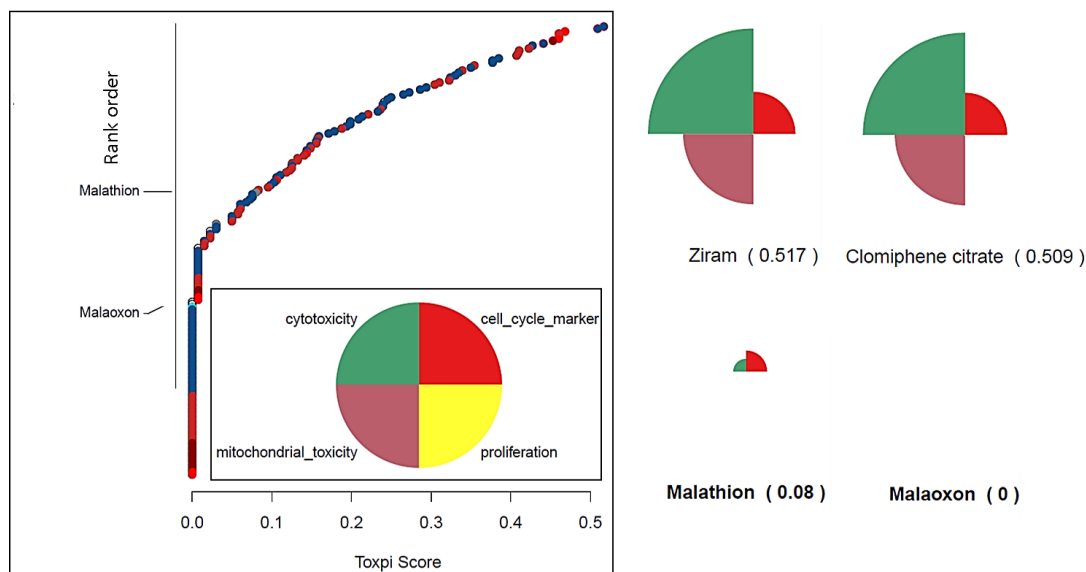 Rank order
Malathion
Malaoxon
cytotoxicity
cell_cycle_marker
mitochondrial_toxicity
proliferation
0.0 0.1 0.2 0.3 0.4 0.5
Toxpi Score
Ziram ( 0.517 )
Clomiphene citrate ( 0.509 )
Malathion ( 0.08 )
Malaoxon ( 0 )